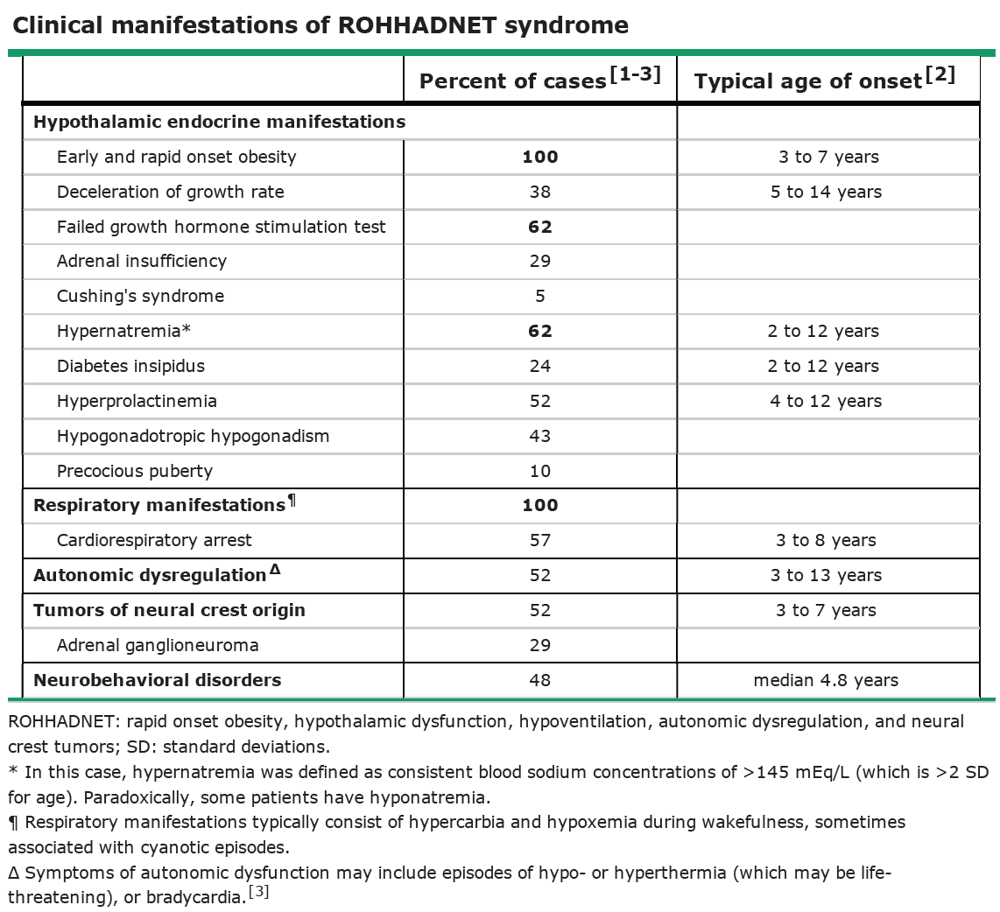 Clinical manifestations of ROHHADNET syndrome
Percent of cases[1-3] Typical age of onset[2]
Hypothalamic endocrine manifestations
Early and rapid onset obesity 100 3 to 7 years
Deceleration of growth rate 38 5 to 14 years
Failed growth hormone stimulation test 62
Adrenal insufficiency 29
Cushing's syndrome 5
Hypernatremia* 62 2 to 12 years
Diabetes insipidus 24 2 to 12 years
Hyperprolactinemia 52 4 to 12 years
Hypogonadotropic hypogonadism 43
Precocious puberty 10
Respiratory manifestations¶ 100
Cardiorespiratory arrest 57 3 to 8 years
Autonomic dysregulationΔ 52 3 to 13 years
Tumors of neural crest origin 52 3 to 7 years
Adrenal ganglioneuroma 29
Neurobehavioral disorders 48 median 4.8 years
ROHHADNET: rapid onset obesity, hypothalamic dysfunction, hypoventilation, autonomic dysregulation, and neural
crest tumors; SD: standard deviations.
* In this case, hypernatremia was defined as consistent blood sodium concentrations of >145 mEq/L (which is >2 SD
for age). Paradoxically, some patients have hyponatremia.
¶ Respiratory manifestations typically consist of hypercarbia and hypoxemia during wakefulness, sometimes
associated with cyanotic episodes.
Δ Symptoms of autonomic dysfunction may include episodes of hypo- or hyperthermia (which may be life-
threatening), or bradycardia.[3]